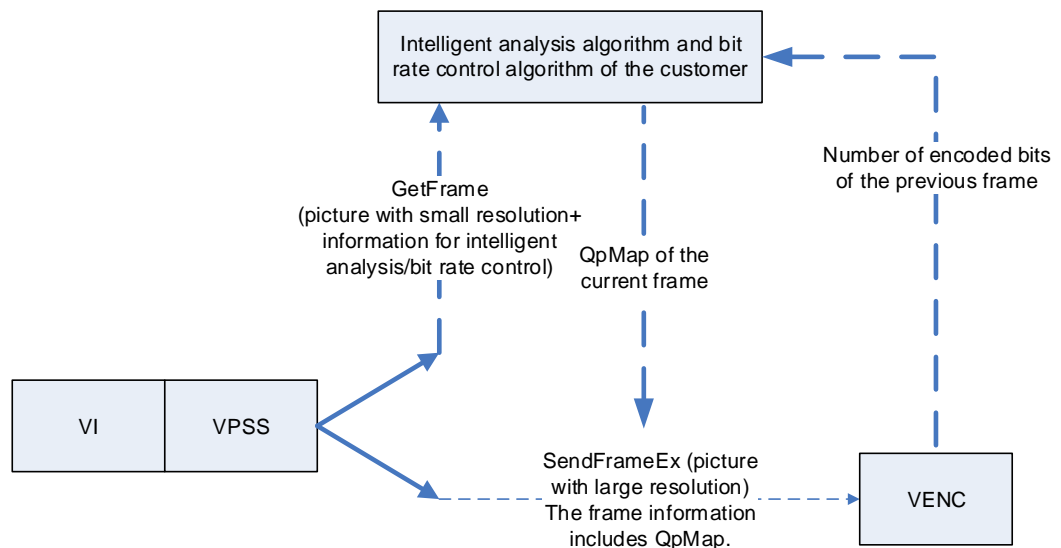 Intelligent analysis algorithm and bit
rate control algorithm of the customer
Number of encoded bits
of the previous frame
GetFrame
(picture with small resolution+
information for intelligent
analysis/bit rate control)
QpMap of the
current frame
VI
VPSS
SendFrameEx (picture
with large resolution)
The frame information
includes QpMap.
VENC